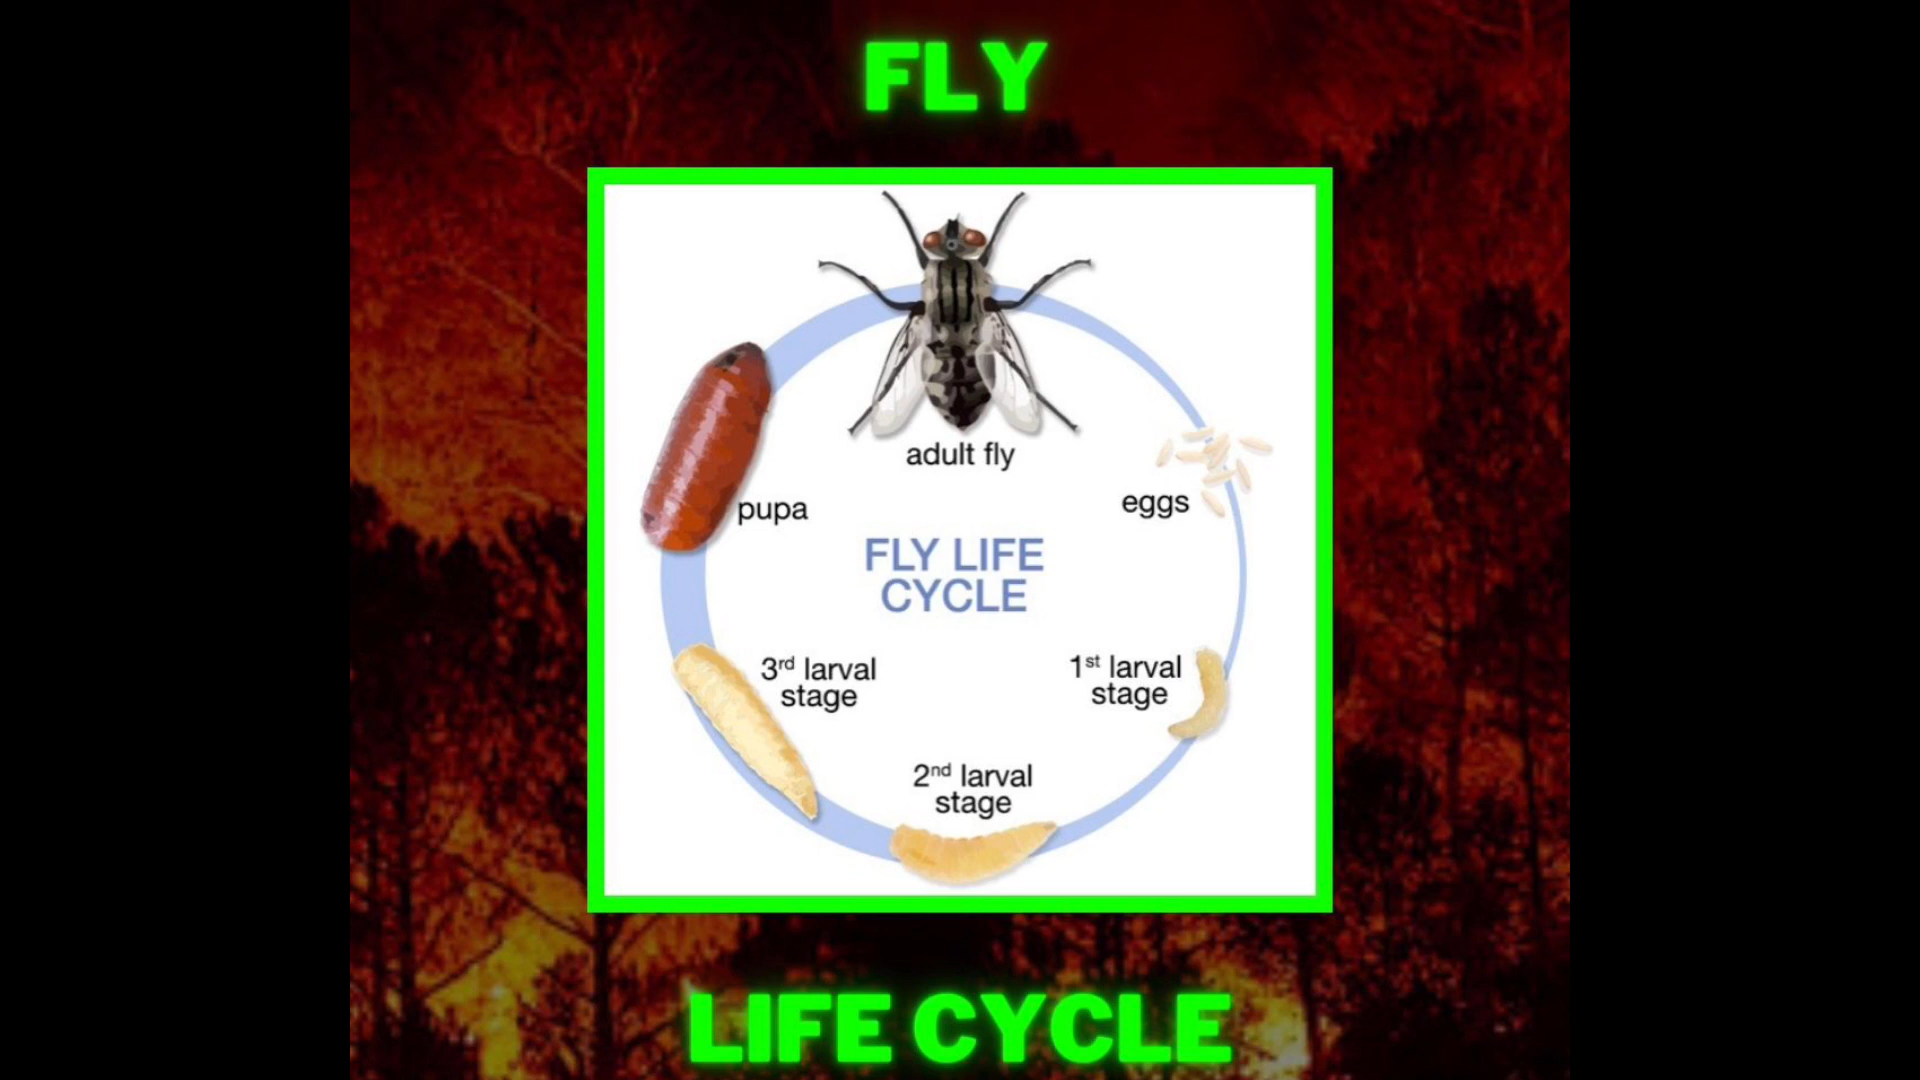 FLY
adult fly
pupa
eggs
FLY LIFE
CYCLE
3rd larval
stage
1st larval
stage
2nd larval
stage
LIFE CYCLE